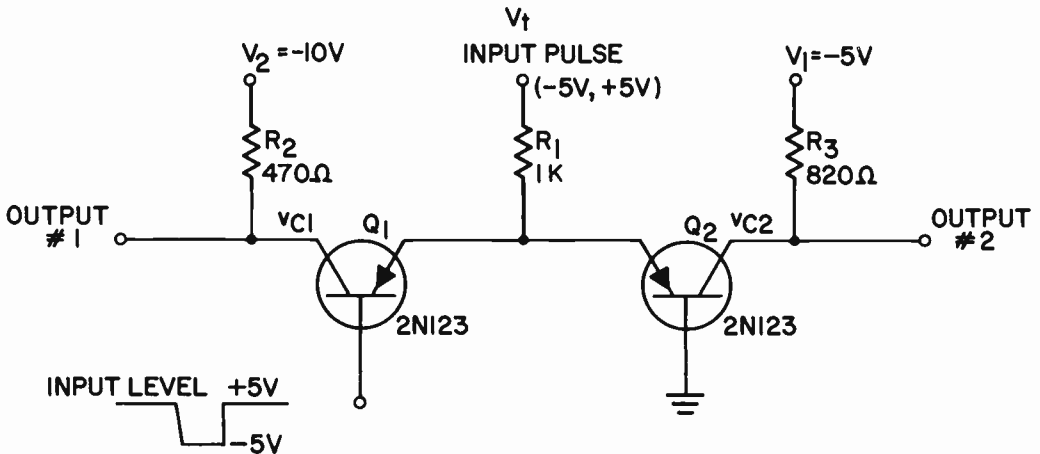 Vt
INPUT PULSE
(-5V, +5V)
V2 = -10V
V1 = -5V
R2
470Ω
R1
1K
R3
820Ω
OUTPUT
#1
vC1
Q1
Q2
vC2
OUTPUT
#2
2N123
2N123
INPUT LEVEL +5V
-5V